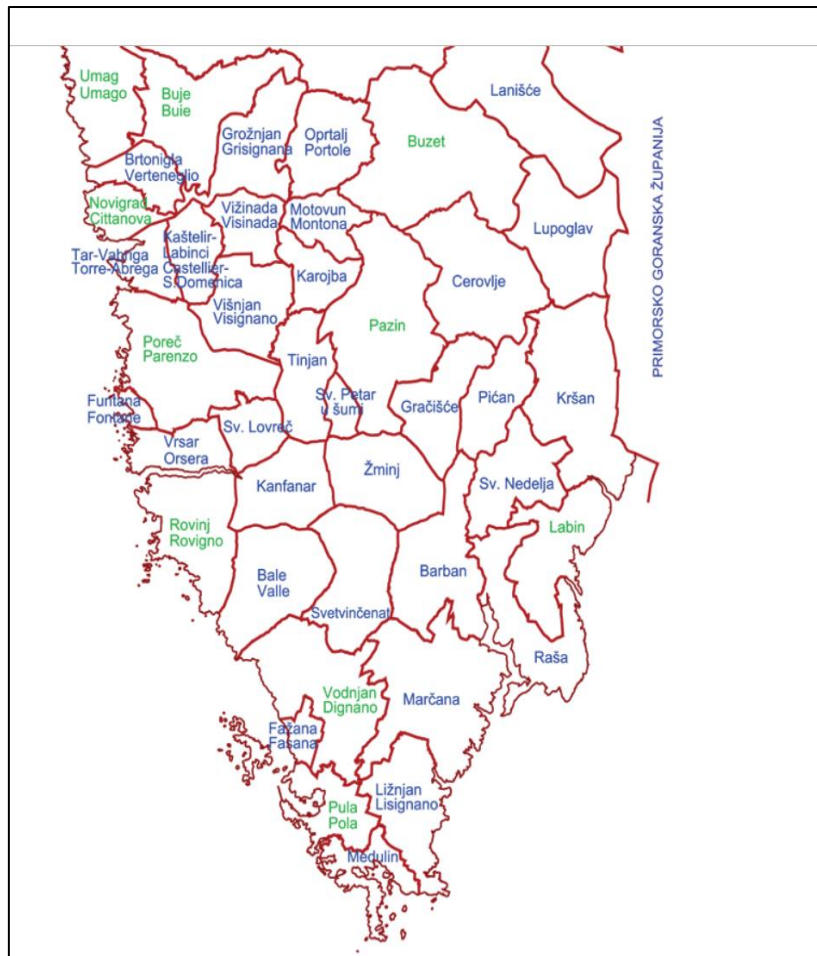 Umag
Umago
Buje
Buie
Grožnjan
Grisignana
Oprtalj
Portole
Buzet
Lanišće
Brtonigla
Verteneglio
Novigrad
Cittanova
Vižinada
Visinada
Motovun
Montona
Lupoglav
PRIMORSKO GORANSKA ŽUPANIJA
Tar-Vabriga
Torre-Abrega
Kaštelir-
Labinci
Castellier-
S.Domenica
Karojba
Cerovlje
Višnjan
Visignano
Pazin
Poreč
Parenzo
Tinjan
Sv. Petar
u šumi
Gračišće
Pićan
Kršan
Funtana
Fontane
Sv. Lovreč
Vrsar
Orsera
Kanfanar
Žminj
Sv. Nedelja
Rovinj
Rovigno
Labin
Bale
Valle
Barban
Svetvinčenat
Raša
Vodnjan
Dignano
Marčana
Fažana
Fasana
Ližnjan
Lisignano
Pula
Pola
Medulin